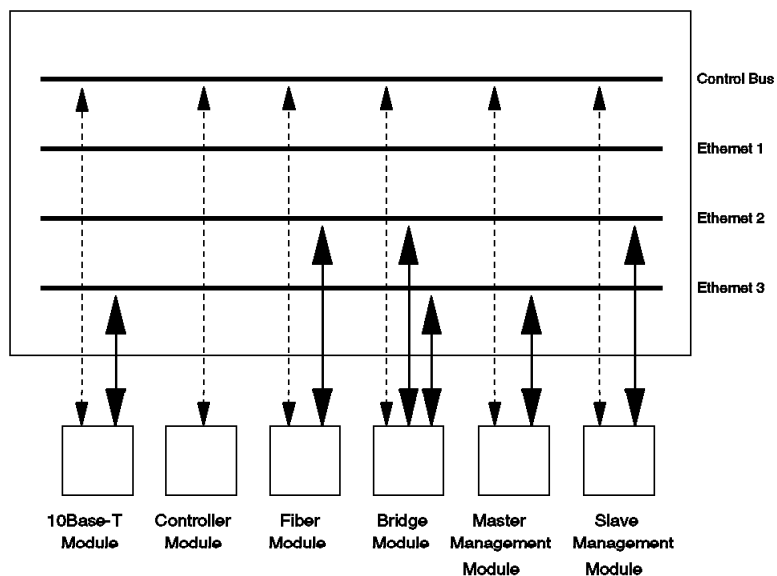 Control Bus
Ethernet 1
Ethernet 2
Ethernet 3
10Base-T
Module
Controller
Module
Fiber
Module
Bridge
Module
Master
Management
Module
Slave
Management
Module